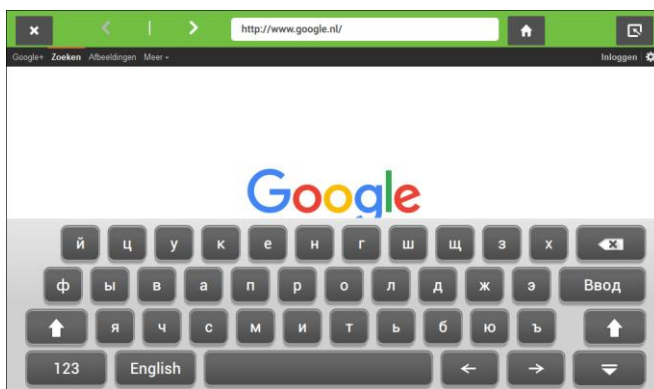 http://www.google.nl/
Google+ Zoeken Afbeeldingen Meer Inloggen
Google
й ц у к е н г ш щ з х
ф ы в а п р о л д ж э Ввод
я ч с м и т ь б ю ъ
123 English